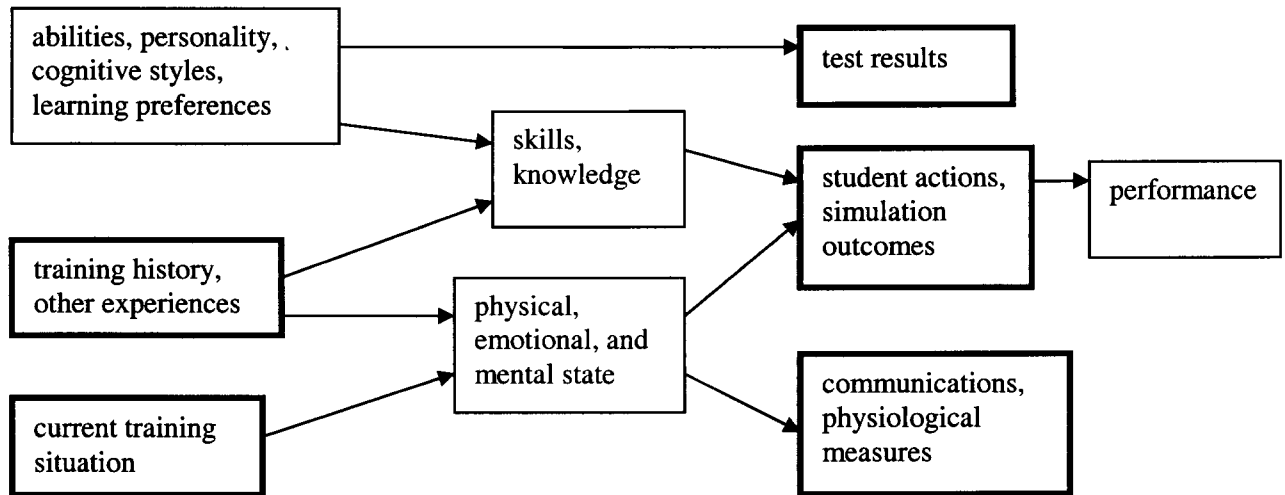 abilities, personality,
cognitive styles,
learning preferences
test results
skills,
knowledge
student actions,
simulation
outcomes
performance
training history,
other experiences
physical,
emotional, and
mental state
communications,
physiological
measures
current training
situation